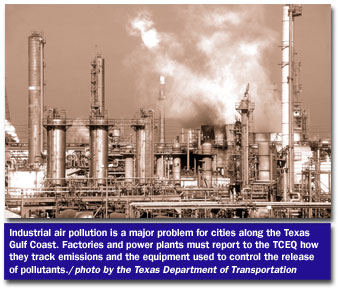 Industrial air pollution is a major problem for cities along the Texas
Gulf Coast. Factories and power plants must report to the TCEQ how
they track emissions and the equipment used to control the release
of pollutants./photo by the Texas Department of Transportation